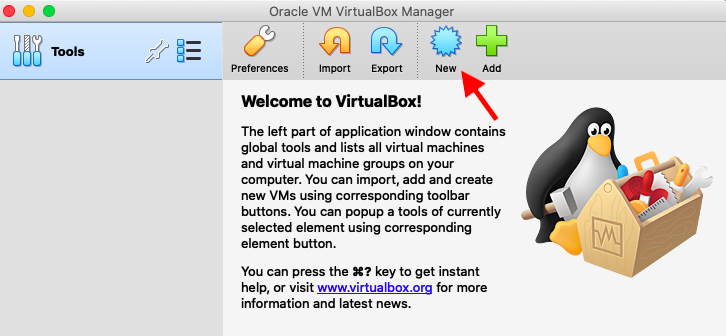 Oracle VM VirtualBox Manager
Tools
Preferences Import Export New Add
Welcome to VirtualBox!
The left part of application window contains
global tools and lists all virtual machines
and virtual machine groups on your
computer. You can import, add and create
new VMs using corresponding toolbar
buttons. You can popup a tools of currently
selected element using corresponding
element button.
You can press the ⌘? key to get instant
help, or visit www.virtualbox.org for more
information and latest news.